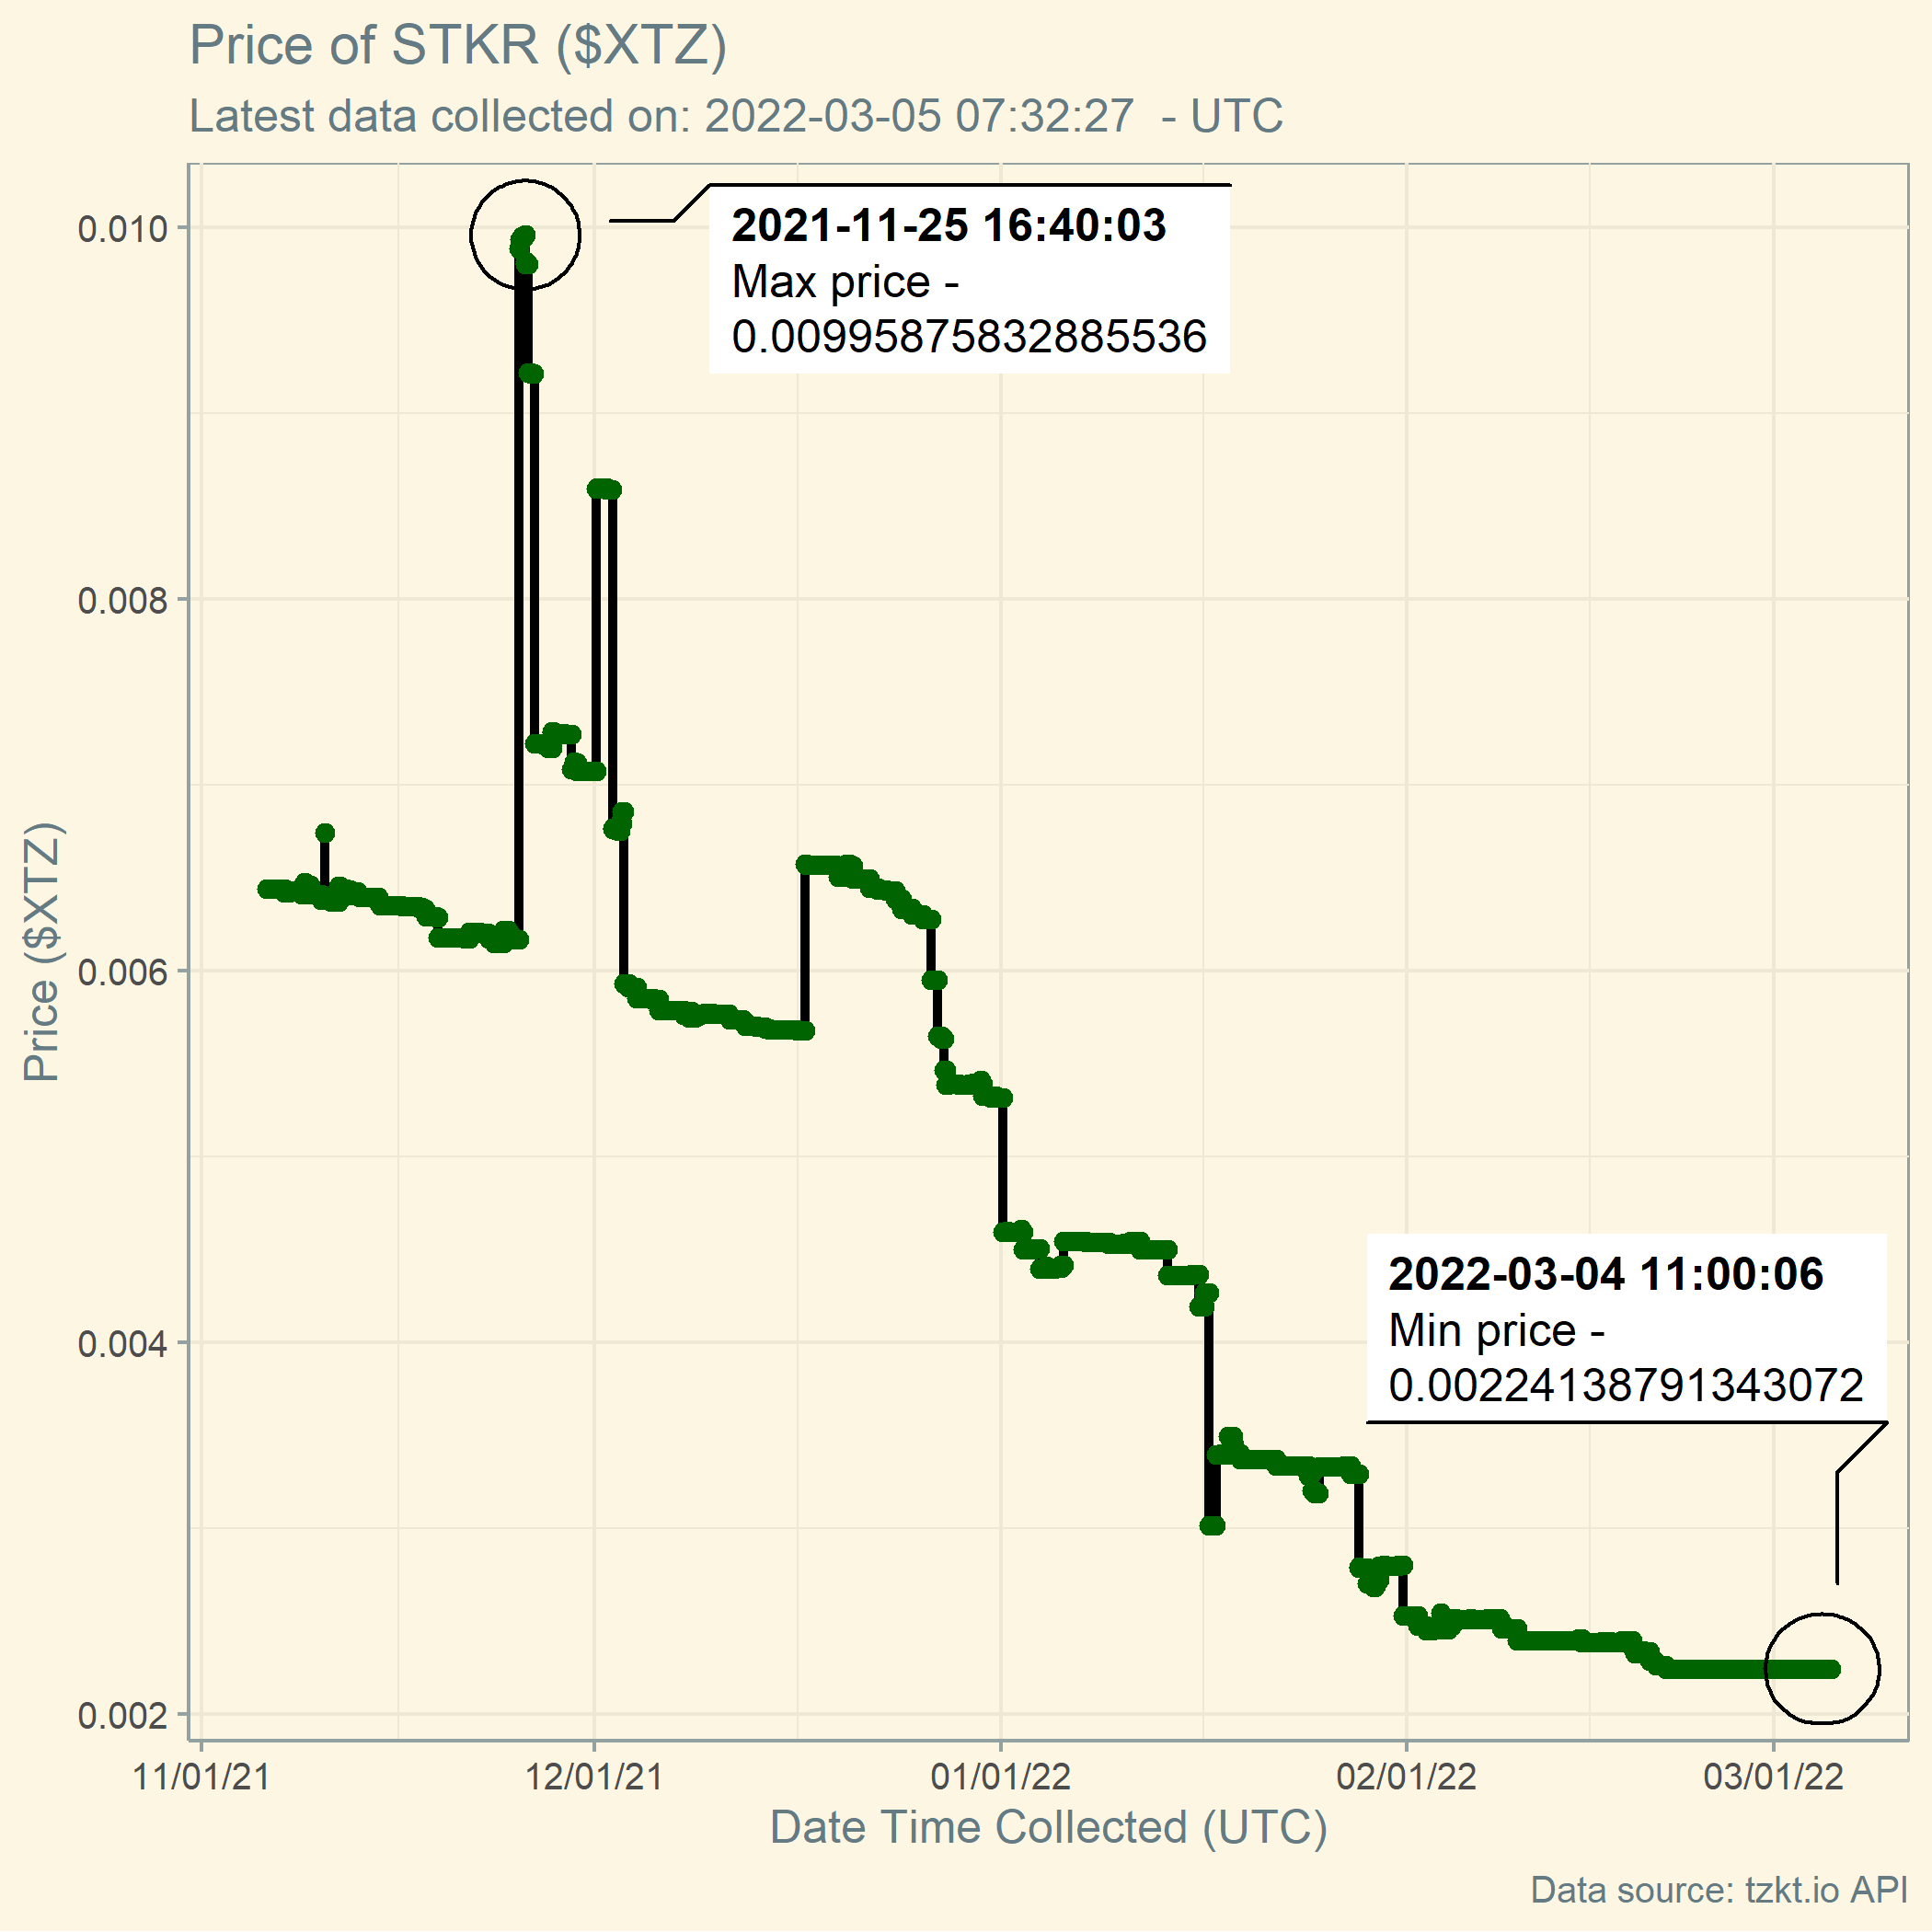 Price of STKR ($XTZ)
Latest data collected on: 2022-03-05 07:32:27  - UTC
2021-11-25 16:40:03
Max price -
0.00995875832885536
2022-03-04 11:00:06
Min price -
0.00224138791343072
Price ($XTZ)
0.010
0.008
0.006
0.004
0.002
11/01/21
12/01/21
01/01/22
02/01/22
03/01/22
Date Time Collected (UTC)
Data source: tzkt.io API